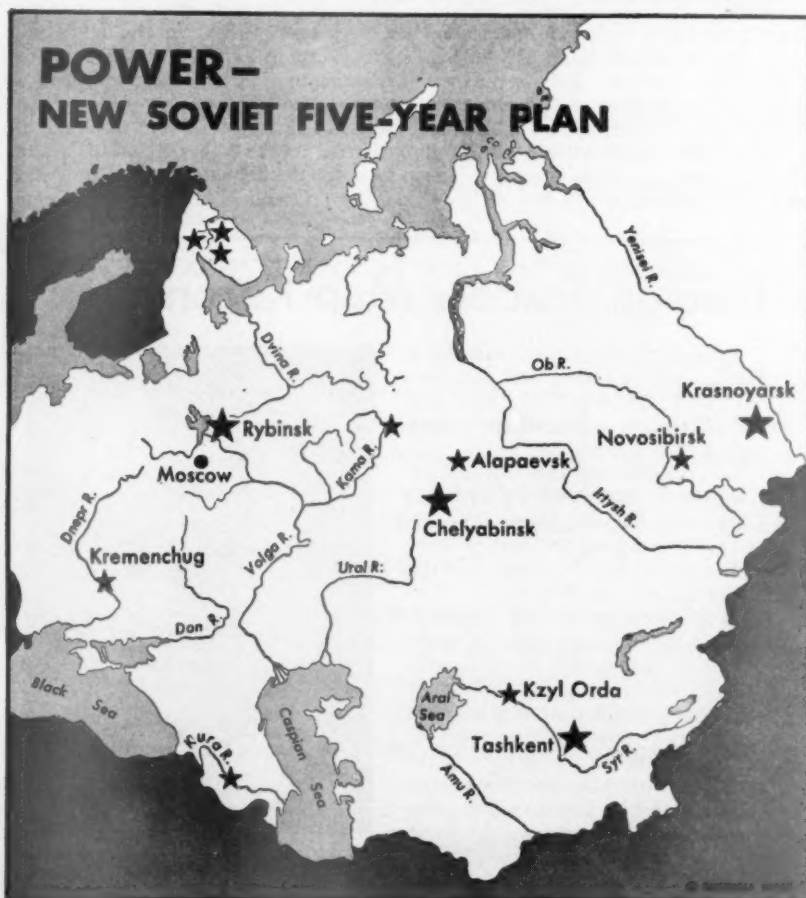 POWER—
NEW SOVIET FIVE-YEAR PLAN
Yenisei R.
Dvina R.
Ob R.
Krasnoyarsk
Rybinsk
Novosibirsk
Kama R.
Moscow
Alapaevsk
Irtysh R.
Dnepr R.
Chelyabinsk
Volga R.
Kremenchug
Ural R.
Don R.
Black Sea
Aral
Sea
Kzyl Orda
Caspian Sea
Tashkent
Kura R.
Syr R.
Amu R.
©